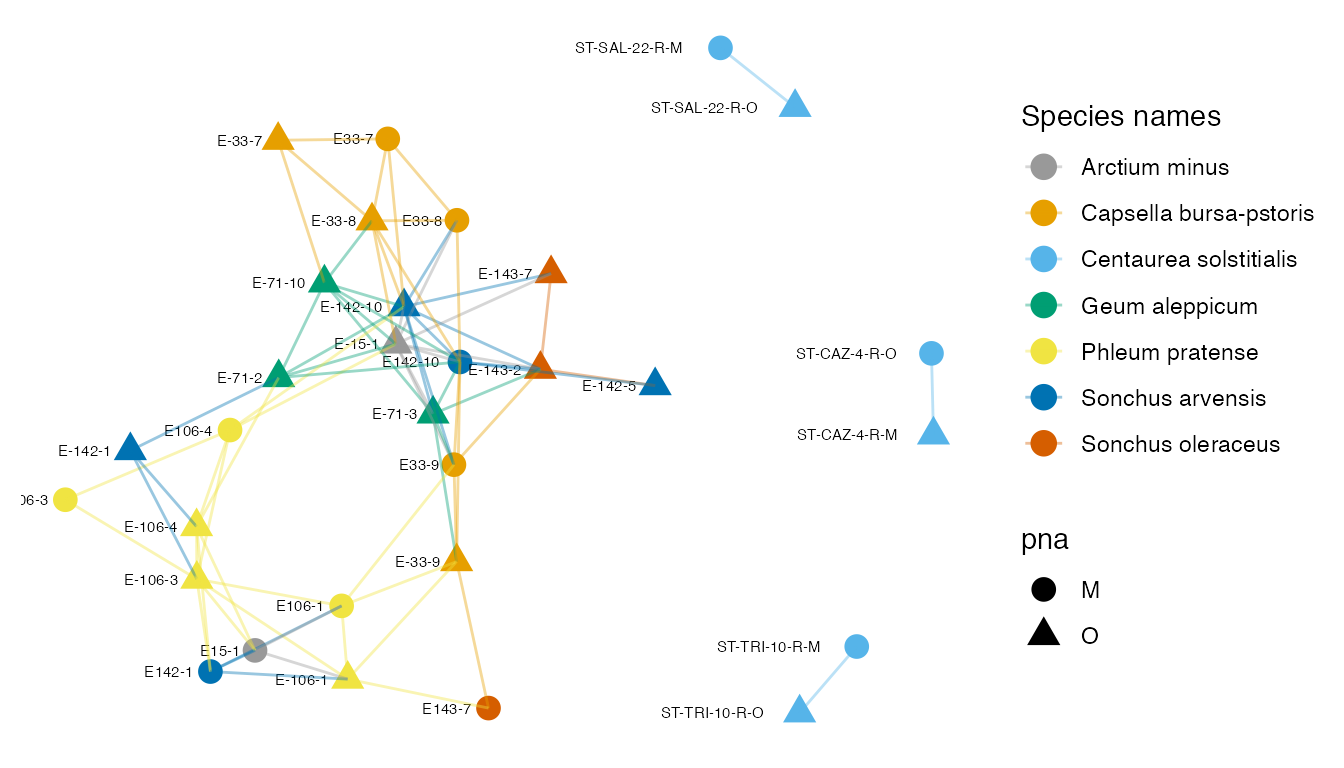 ST-SAL-22-R-M
ST-SAL-22-R-O
Species names
Arctium minus
Capsella bursa-pstoris
Centaurea solstitialis
Geum aleppicum
Phleum pratense
Sonchus arvensis
Sonchus oleraceus
pna
M
O
E-33-7
E33-7
E-33-8
E33-8
E-143-7
E-71-10
E-142-10
E-15-1
E142-10
E-143-2
E-142-5
E-71-2
E-71-3
E106-4
E-142-1
E33-9
06-3
E-106-4
E-33-9
E-106-3
E106-1
E15-1
E142-1
E-106-1
E143-7
ST-CAZ-4-R-O
ST-CAZ-4-R-M
ST-TRI-10-R-M
ST-TRI-10-R-O